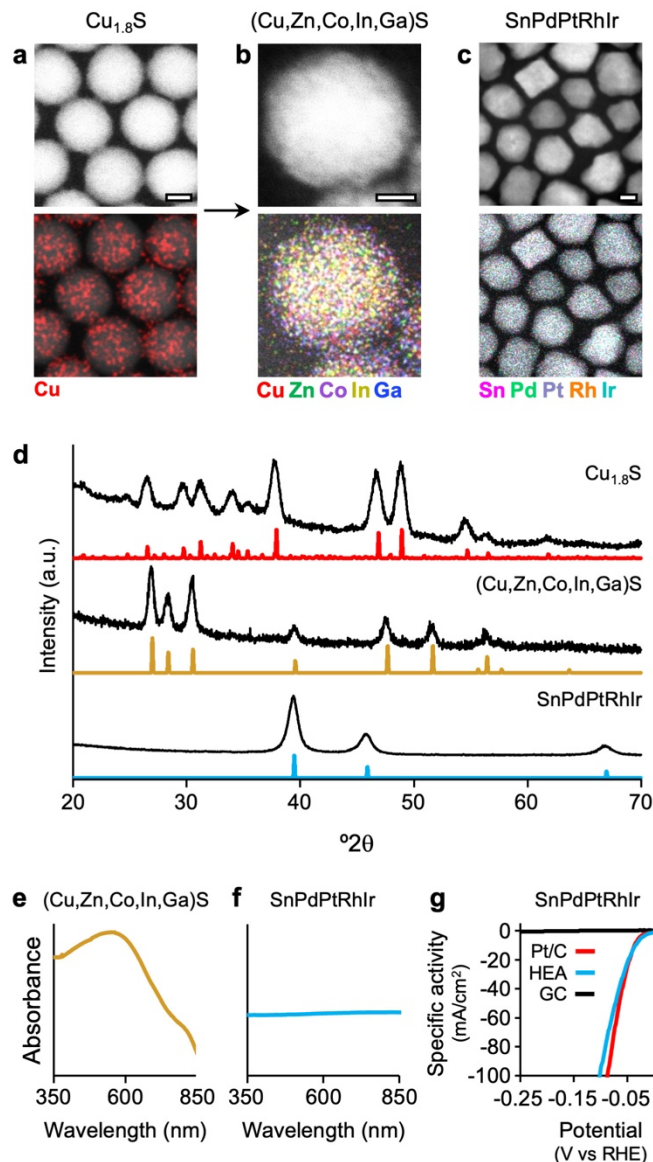 Cu1.8S
(Cu,Zn,Co,In,Ga)S
SnPdPtRhIr
a
b
c
Cu
Cu Zn Co In Ga
Sn Pd Pt Rh Ir
d
Intensity (a.u.)
Cu1.8S
(Cu,Zn,Co,In,Ga)S
SnPdPtRhIr
20 30 40 50 60 70
º2θ
e
(Cu,Zn,Co,In,Ga)S
Absorbance
350 600 850
Wavelength (nm)
f
SnPdPtRhIr
350 600 850
Wavelength (nm)
g
SnPdPtRhIr
Specific activity
(mA/cm2)
0
-20
-40
-60
-80
-100
Pt/C
HEA
GC
-0.25 -0.15 -0.05
Potential
(V vs RHE)